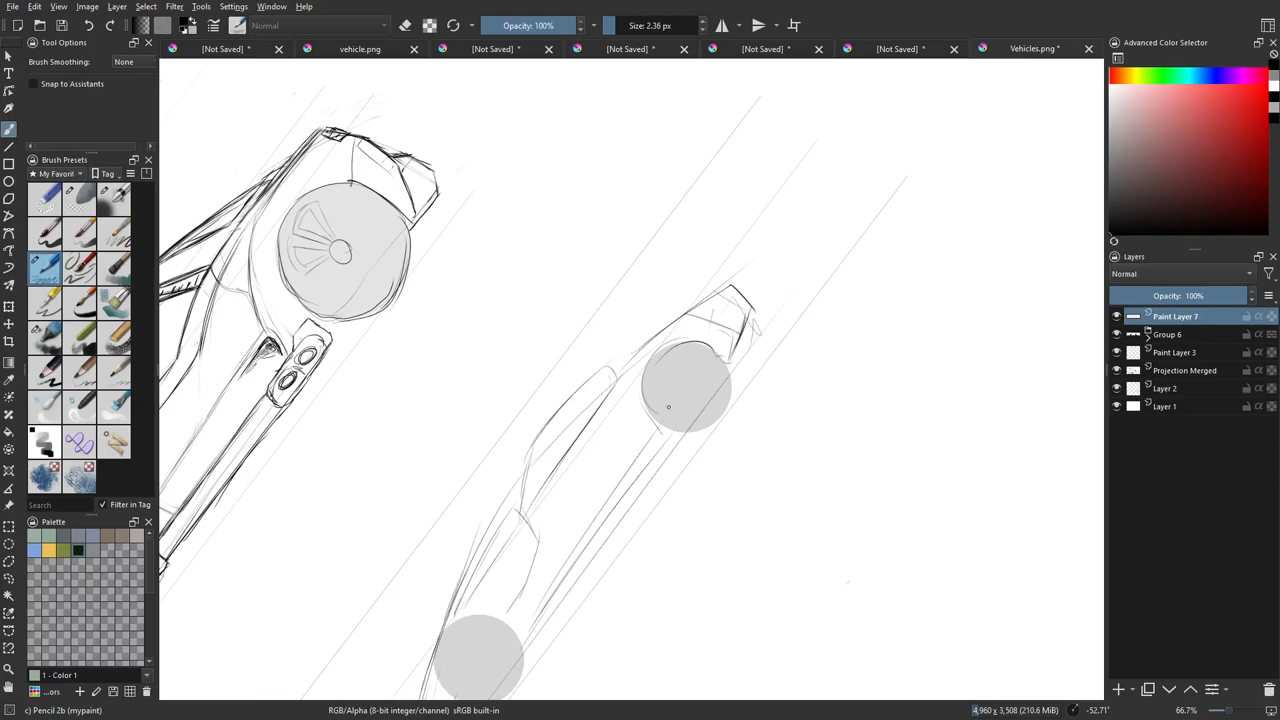 File Edit View Image Layer Select Filter Tools Settings Window Help
Normal Opacity: 100% Size: 2.36 px
Tool Options [Not Saved] * vehicle.png [Not Saved] * [Not Saved] * [Not Saved] * [Not Saved] * Vehicles.png * Advanced Color Selector
Brush Smoothing: None
Snap to Assistants
Brush Presets
My Favori Tag
Layers
Normal
Opacity: 100%
Paint Layer 7
Group 6
Paint Layer 3
Projection Merged
Layer 2
Layer 1
Search Filter in Tag
Palette
1 - Color 1
...ors
c) Pencil 2b (mypaint) RGB/Alpha (8-bit integer/channel) sRGB built-in 4,960 x 3,508 (210.6 MiB) -52.71° 66.7%